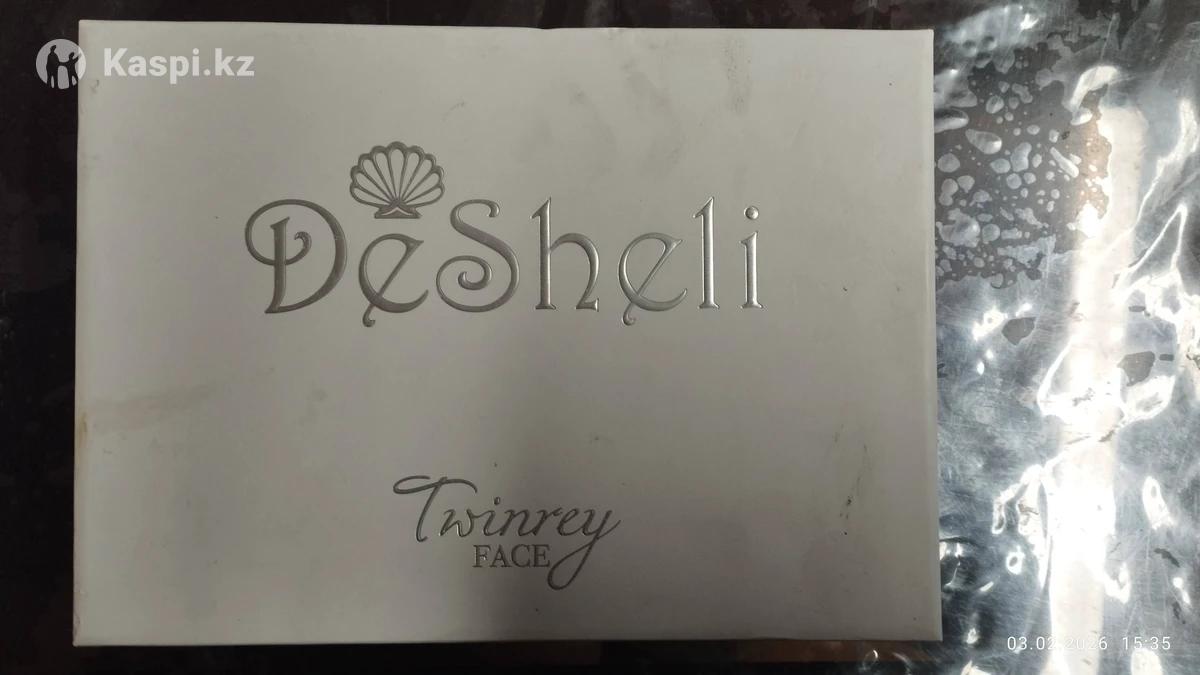 Kaspi.kz
DeSheli
Twinrey
FACE
03.02.2026 15:35